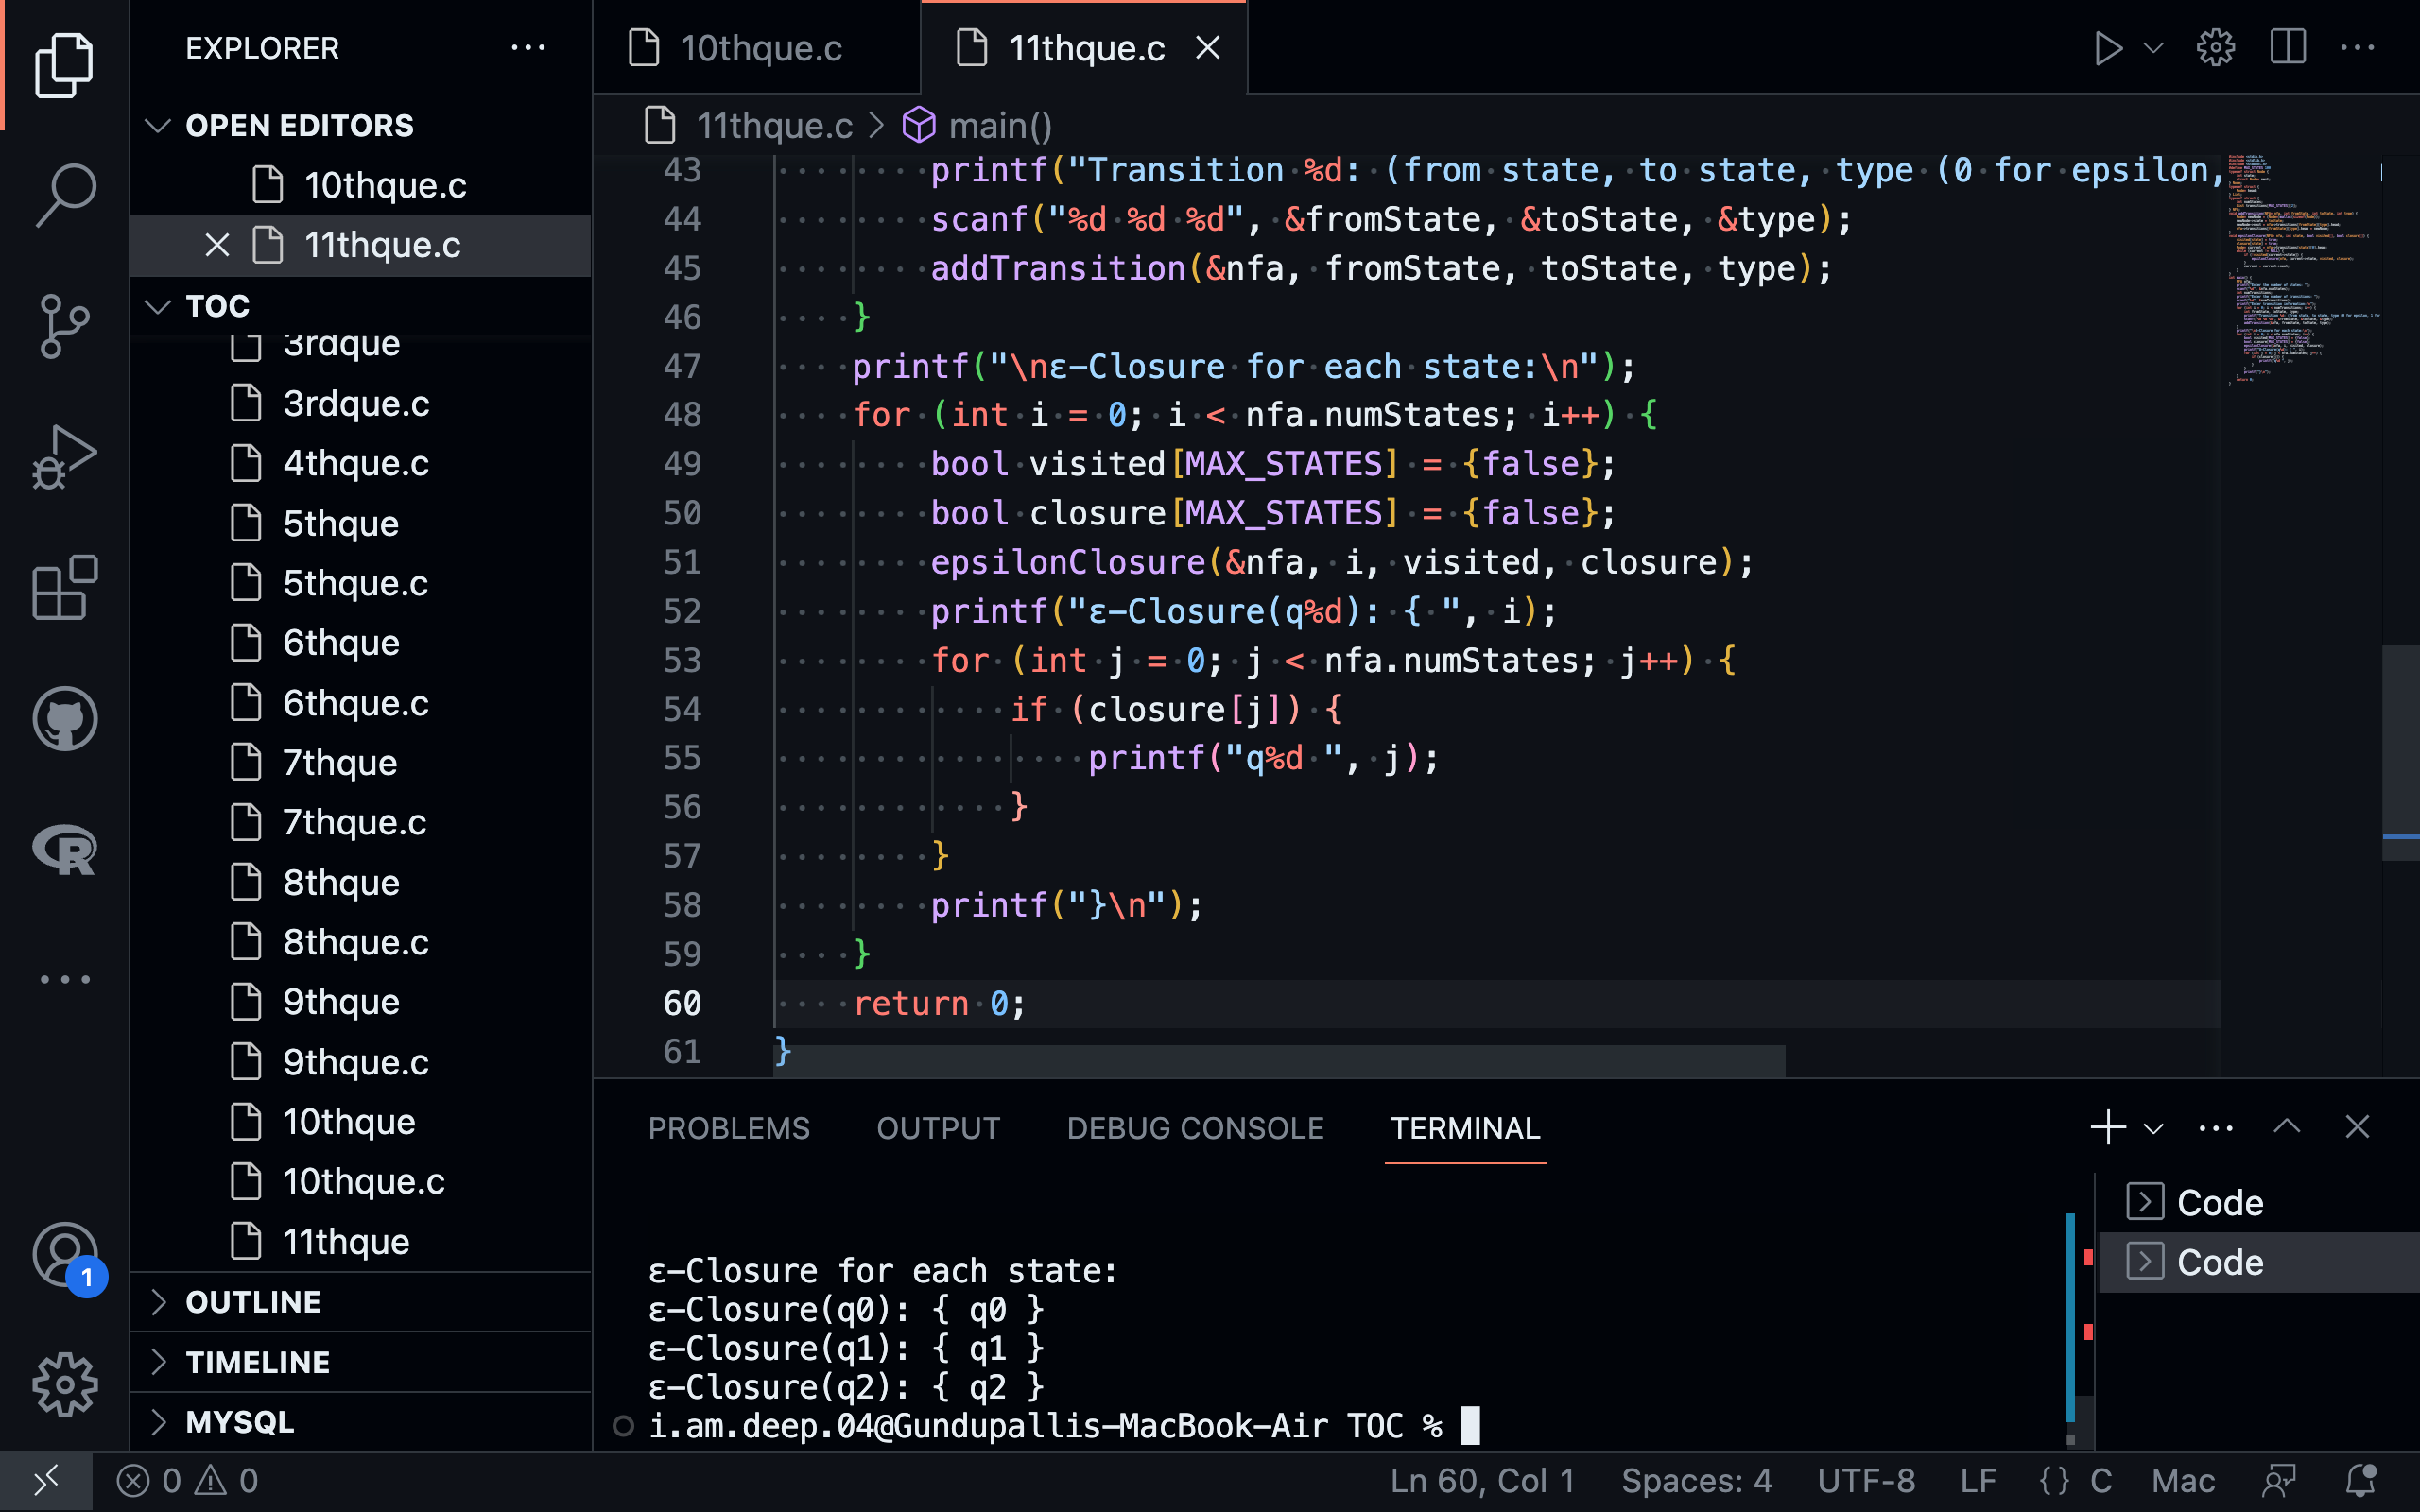 EXPLORER
OPEN EDITORS
10thque.c
11thque.c
TOC
3rdque
3rdque.c
4thque.c
5thque
5thque.c
6thque
6thque.c
7thque
7thque.c
8thque
8thque.c
9thque
9thque.c
10thque
10thque.c
11thque
OUTLINE
TIMELINE
MYSQL
1
10thque.c
11thque.c
11thque.c > main()
43 printf("Transition %d: (from state, to state, type (0 for epsilon,
44 scanf("%d %d %d", &fromState, &toState, &type);
45 addTransition(&nfa, fromState, toState, type);
46 }
47 printf("\nε-Closure for each state:\n");
48 for (int i = 0; i < nfa.numStates; i++) {
49 bool visited[MAX_STATES] = {false};
50 bool closure[MAX_STATES] = {false};
51 epsilonClosure(&nfa, i, visited, closure);
52 printf("ε-Closure(q%d): { ", i);
53 for (int j = 0; j < nfa.numStates; j++) {
54 if (closure[j]) {
55 printf("q%d ", j);
56 }
57 }
58 printf("}\n");
59 }
60 return 0;
61 }
PROBLEMS OUTPUT DEBUG CONSOLE TERMINAL
ε-Closure for each state:
ε-Closure(q0): { q0 }
ε-Closure(q1): { q1 }
ε-Closure(q2): { q2 }
i.am.deep.04@Gundupallis-MacBook-Air TOC %
Code
Code
0 0 Ln 60, Col 1 Spaces: 4 UTF-8 LF {} C Mac